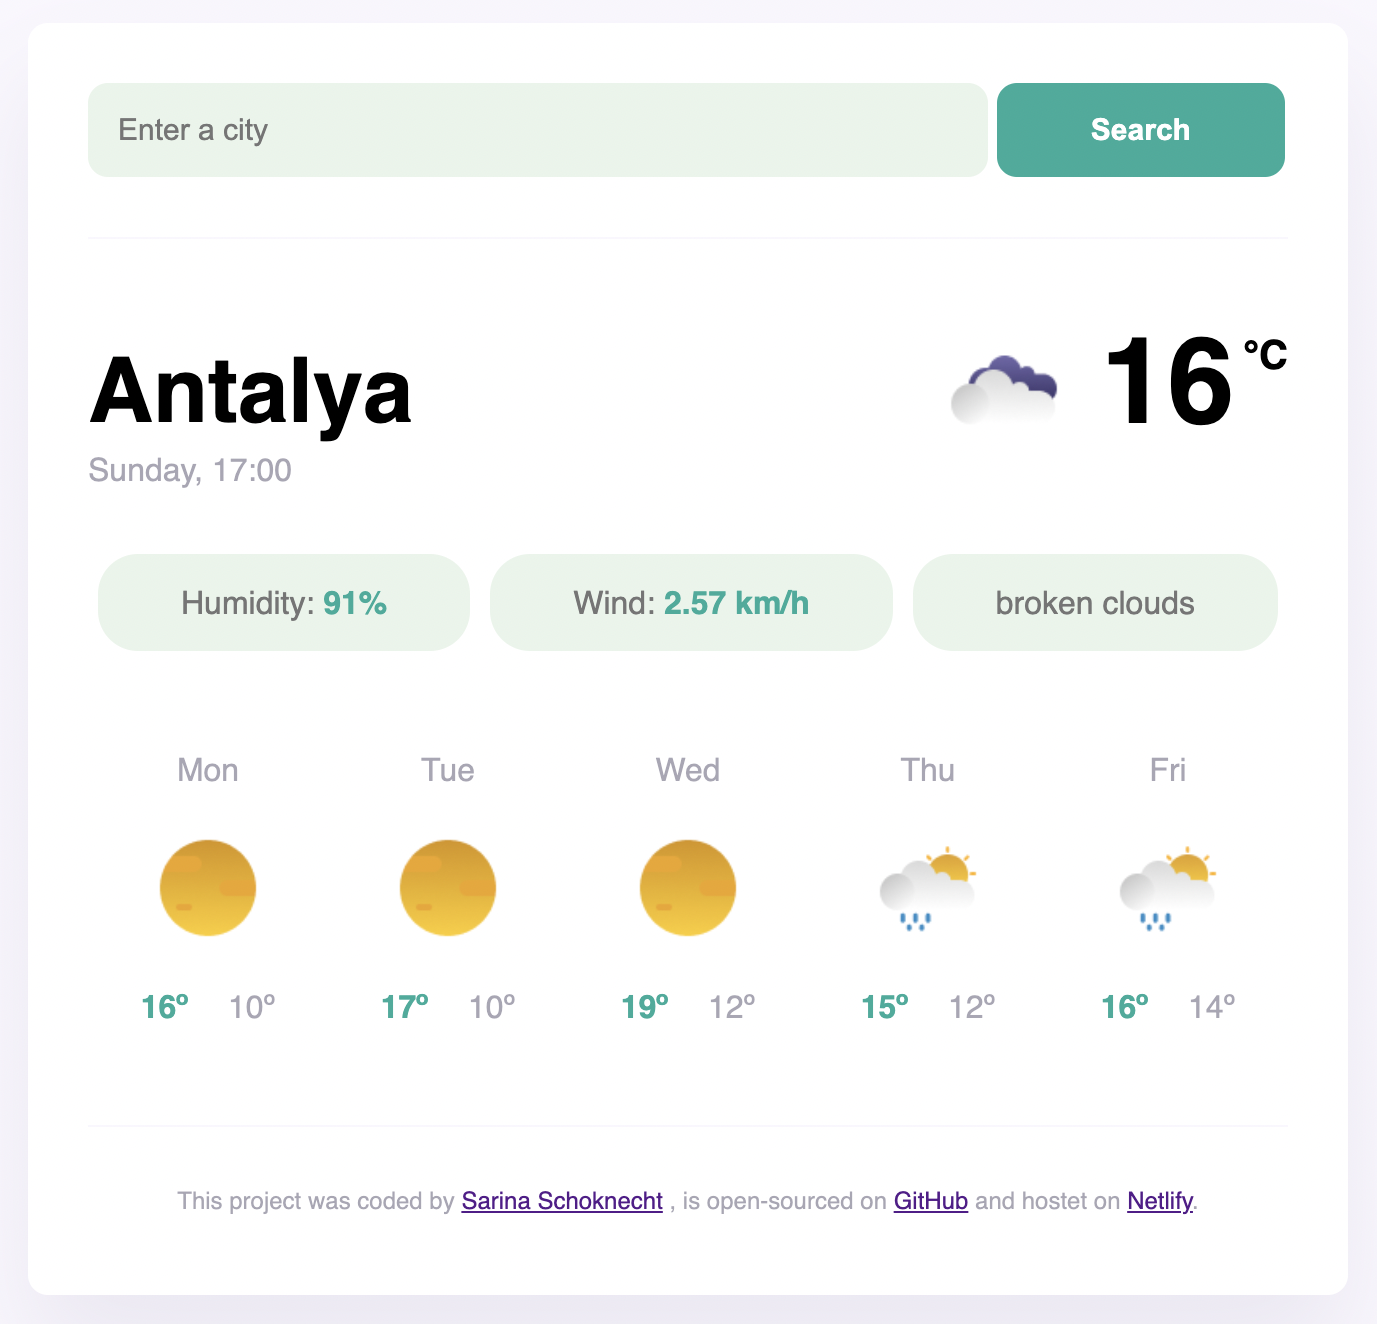 Enter a city
Search
Antalya
16 °C
Sunday, 17:00
Humidity: 91%
Wind: 2.57 km/h
broken clouds
Mon Tue Wed Thu Fri
16º 10º 17º 10º 19º 12º 15º 12º 16º 14º
This project was coded by Sarina Schoknecht , is open-sourced on GitHub and hostet on Netlify.